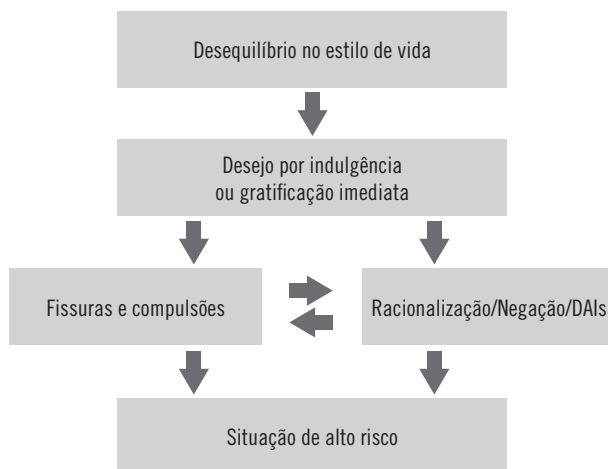 Desequilíbrio no estilo de vida
Desejo por indulgência
ou gratificação imediata
Fissuras e compulsões
Racionalização/Negação/DAIs
Situação de alto risco